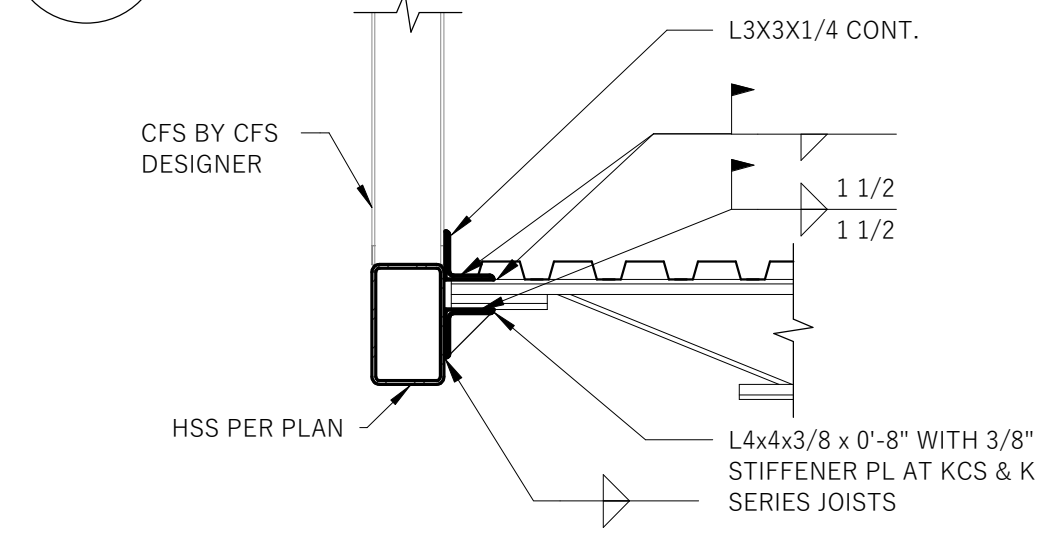 L3X3X1/4 CONT.
CFS BY CFS
DESIGNER
1 1/2
1 1/2
HSS PER PLAN
L4x4x3/8 x 0'-8" WITH 3/8"
STIFFENER PL AT KCS & K
SERIES JOISTS